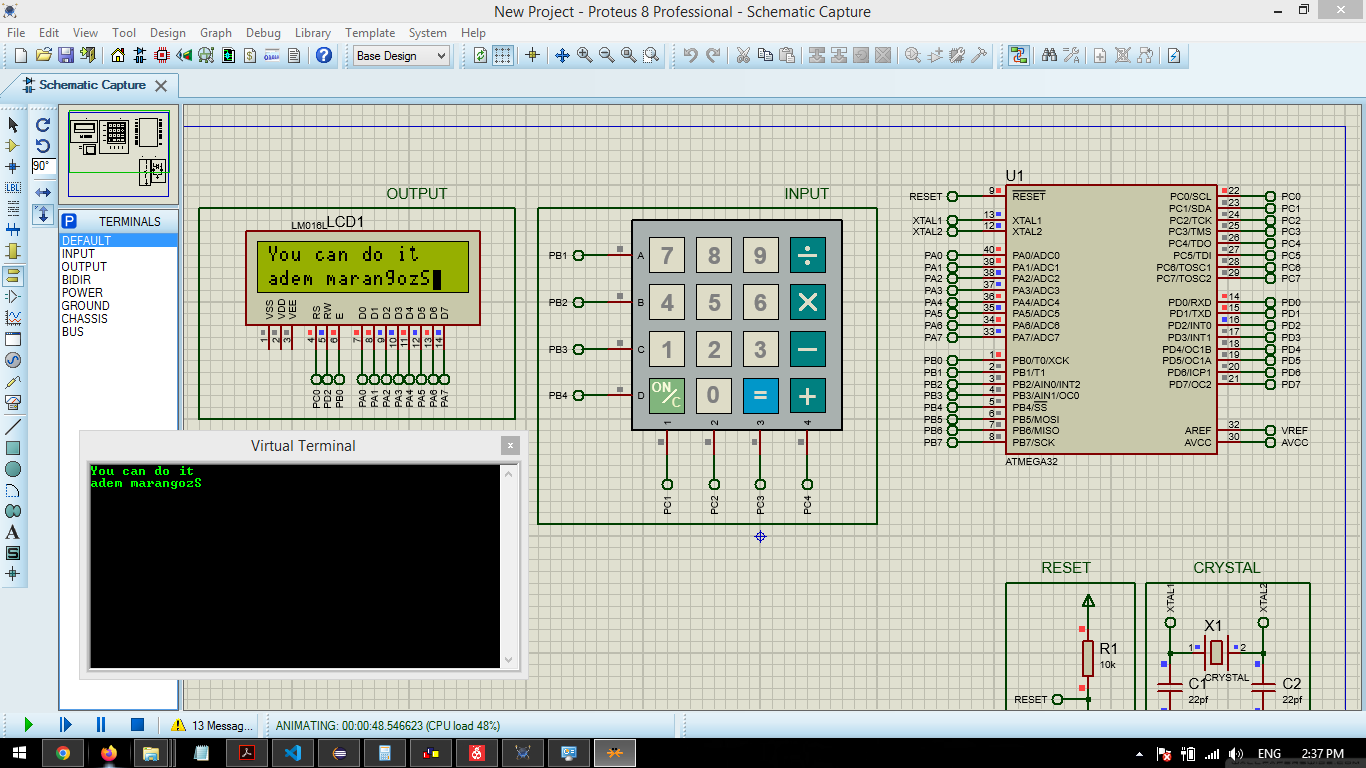 New Project - Proteus 8 Professional - Schematic Capture
File Edit View Tool Design Graph Debug Library Template System Help
Base Design
Schematic Capture
90°
LBL
A
S
P TERMINALS
DEFAULT
INPUT
OUTPUT
BIDIR
POWER
GROUND
CHASSIS
BUS
OUTPUT
LM016L
LCD1
You can do it
adem marangozS
VSS VDD VEE RS RW E D0 D1 D2 D3 D4 D5 D6 D7
1 2 3 4 5 6 7 8 9 10 11 12 13 14
PC0 PD2 PB0 PA0 PA1 PA2 PA3 PA4 PA5 PA6 PA7
INPUT
PB1 A 7 8 9 ÷
PB2 B 4 5 6 ×
PB3 C 1 2 3 −
PB4 D ON/C 0 = +
1 2 3 4
PC1 PC2 PC3 PC4
Virtual Terminal
x
You can do it
adem marangozS
U1
RESET 9 RESET PC0/SCL 22 PC0
PC1/SDA 23 PC1
XTAL1 13 XTAL1 PC2/TCK 24 PC2
XTAL2 12 XTAL2 PC3/TMS 25 PC3
PC4/TDO 26 PC4
PA0 40 PA0/ADC0 PC5/TDI 27 PC5
PA1 39 PA1/ADC1 PC6/TOSC1 28 PC6
PA2 38 PA2/ADC2 PC7/TOSC2 29 PC7
PA3 37 PA3/ADC3
PA4 36 PA4/ADC4 PD0/RXD 14 PD0
PA5 35 PA5/ADC5 PD1/TXD 15 PD1
PA6 34 PA6/ADC6 PD2/INT0 16 PD2
PA7 33 PA7/ADC7 PD3/INT1 17 PD3
PD4/OC1B 18 PD4
PB0 1 PB0/T0/XCK PD5/OC1A 19 PD5
PB1 2 PB1/T1 PD6/ICP1 20 PD6
PB2 3 PB2/AIN0/INT2 PD7/OC2 21 PD7
PB3 4 PB3/AIN1/OC0
PB4 5 PB4/SS
PB5 6 PB5/MOSI
PB6 7 PB6/MISO AREF 32 VREF
PB7 8 PB7/SCK AVCC 30 AVCC
ATMEGA32
RESET
R1
10k
RESET
CRYSTAL
XTAL1 XTAL2
X1
1 2
CRYSTAL
C1 C2
22pf 22pf
13 Messag...
ANIMATING: 00:00:48.546623 (CPU load 48%)
ENG 2:37 PM